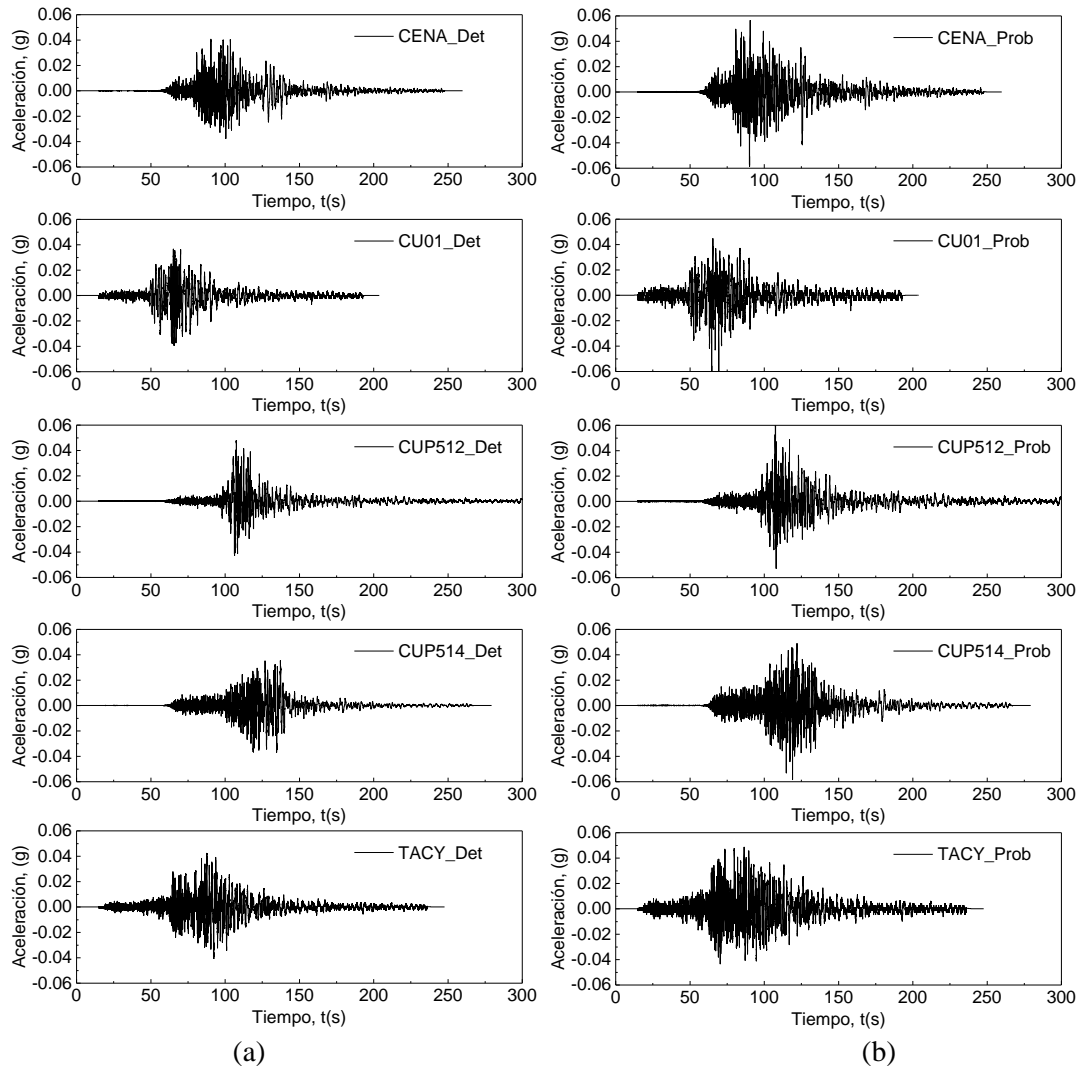 0.06
0.04
0.02
0.00
-0.02
-0.04
-0.06
Aceleración, (g)
CENA_Det
0 50 100 150 200 250 300
Tiempo, t(s)
0.06
0.04
0.02
0.00
0.02
0.04
0.06
Aceleración, (g)
CENA_Prob
0 50 100 150 200 250 300
Tiempo, t(s)
0.06
0.04
0.02
0.00
-0.02
-0.04
-0.06
Aceleración, (g)
CU01_Det
0 50 100 150 200 250 300
Tiempo, t(s)
0.06
0.04
0.02
0.00
-0.02
-0.04
-0.06
Aceleración, (g)
CU01_Prob
0 50 100 150 200 250 300
Tiempo, t(s)
0.06
0.04
0.02
0.00
-0.02
-0.04
-0.06
Aceleración, (g)
CUP512_Det
0 50 100 150 200 250 300
Tiempo, t(s)
0.06
0.04
0.02
0.00
-0.02
-0.04
-0.06
Aceleración, (g)
CUP512_Prob
0 50 100 150 200 250 300
Tiempo, t(s)
0.06
0.04
0.02
0.00
-0.02
-0.04
-0.06
Aceleración, (g)
CUP514_Det
0 50 100 150 200 250 300
Tiempo, t(s)
0.06
0.04
0.02
0.00
-0.02
-0.04
-0.06
Aceleración, (g)
CUP514_Prob
0 50 100 150 200 250 300
Tiempo, t(s)
0.06
0.04
0.02
0.00
-0.02
-0.04
-0.06
Aceleración, (g)
TACY_Det
0 50 100 150 200 250 300
Tiempo, t(s)
0.06
0.04
0.02
0.00
-0.02
-0.04
-0.06
Aceleración, (g)
TACY_Prob
0 50 100 150 200 250 300
Tiempo, t(s)
(a)
(b)